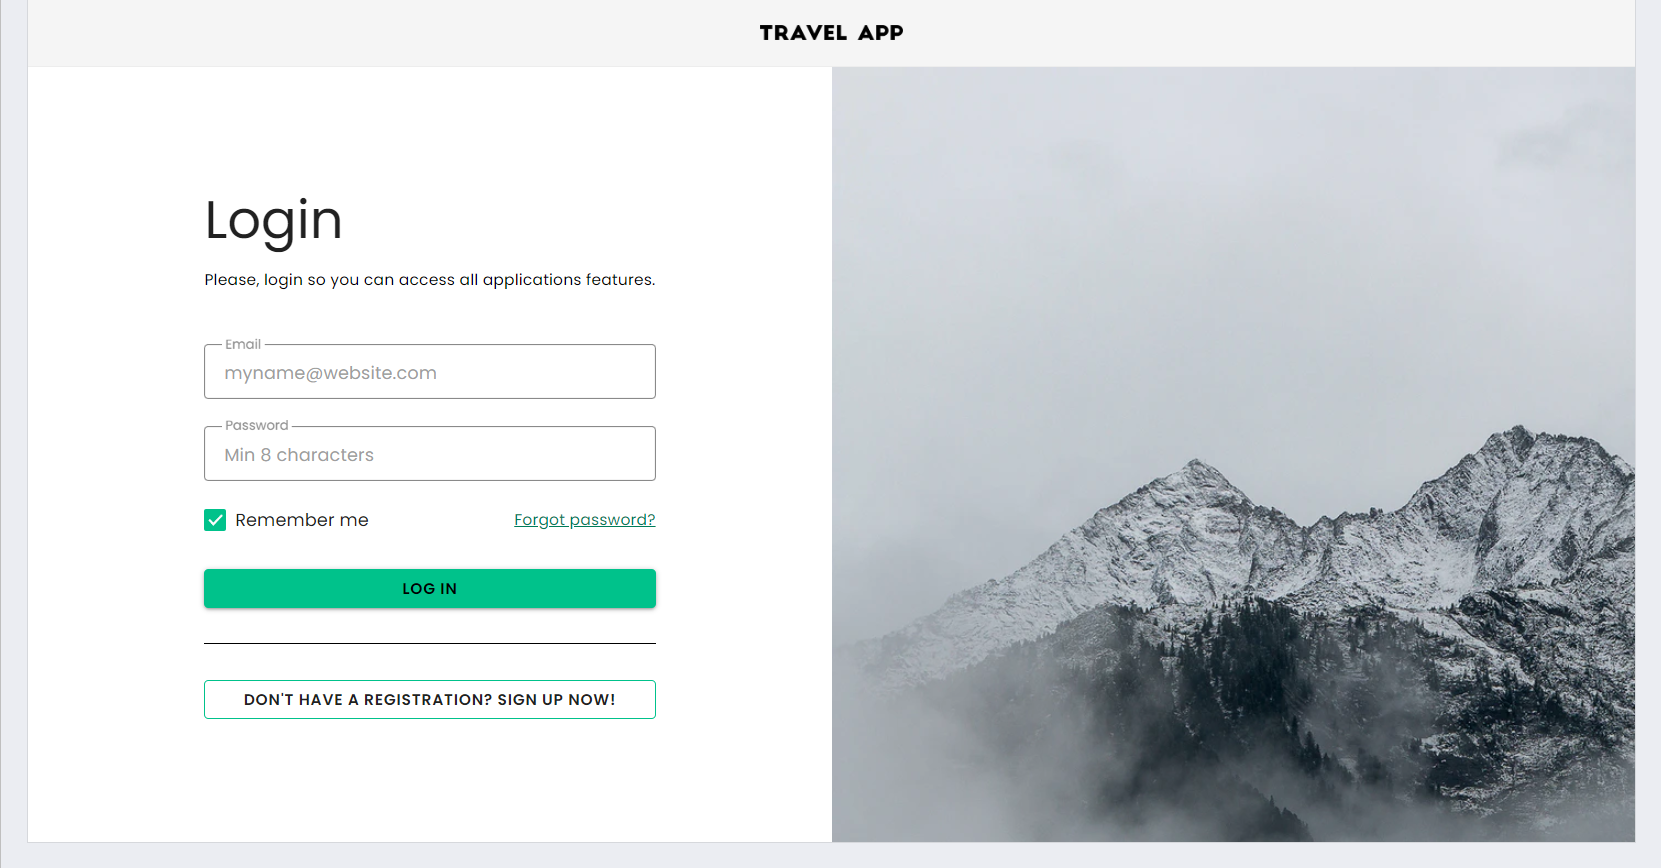 TRAVEL APP
Login
Please, login so you can access all applications features.
Email
myname@website.com
Password
Min 8 characters
Remember me
Forgot password?
LOG IN
DON'T HAVE A REGISTRATION? SIGN UP NOW!